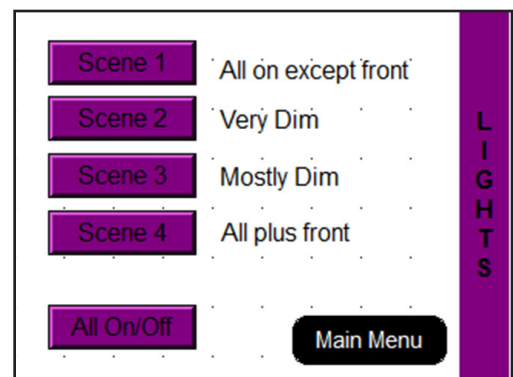 Scene 1 All on except front
Scene 2 Very Dim
Scene 3 Mostly Dim
Scene 4 All plus front
All On/Off Main Menu
LIGHTS